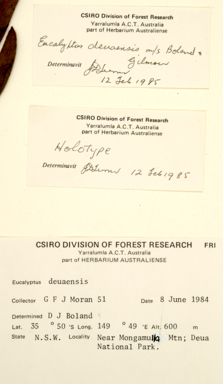 CSIRO Division of Forest Research
Yarralumla A.C.T. Australia
part of Herbarium Australiense
Eucalyptus deuaensis m/s Boland &
Gilmour
Determinavit
12 Feb 1985
CSIRO Division of Forest Research
Yarralumla A.C.T. Australia
part of Herbarium Australiense
Holotype
Determinavit 12 Feb 1985
CSIRO DIVISION OF FOREST RESEARCH FRI
Yarralumla A.C.T. Australia
part of HERBARIUM AUSTRALIENSE
Eucalyptus deuaensis
Collector G F J Moran 51 Date 8 June 1984
Determined D J Boland
Lat. 35 ° 50 'S Long. 149 ° 49 'E Alt. 600 m
State N.S.W. Locality Near Mongamula Mtn; Deua
National Park.